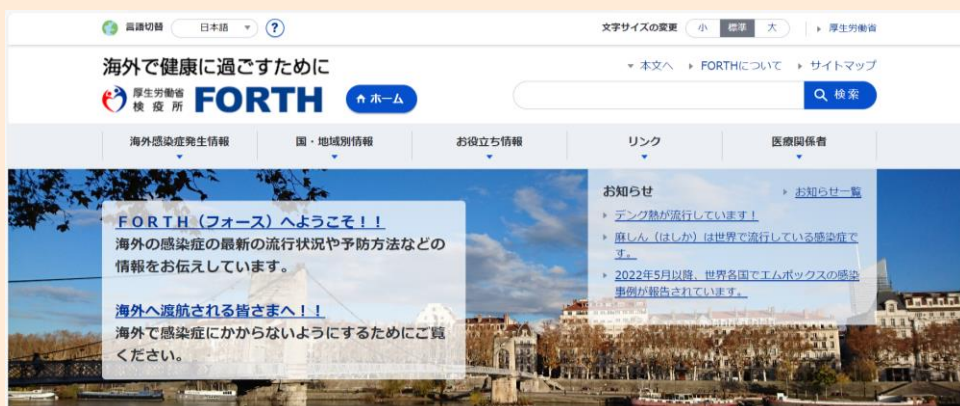 言語切替 日本語 ?
文字サイズの変更 小 標準 大 厚生労働省
海外で健康に過ごすために
本文へ FORTHについて サイトマップ
厚生労働省
検疫所 FORTH
ホーム
検索
海外感染症発生情報 国・地域別情報 お役立ち情報 リンク 医療関係者
FORTH(フォース)へようこそ!!
海外の感染症の最新の流行状況や予防方法などの
情報をお伝えしています。
海外へ渡航される皆さまへ!!
海外で感染症にかからないようにするためにご覧
ください。
お知らせ お知らせ一覧
デング熱が流行しています!
麻しん(はしか)は世界で流行している感染症で
す。
2022年5月以降、世界各国でエムポックスの感染
事例が報告されています。